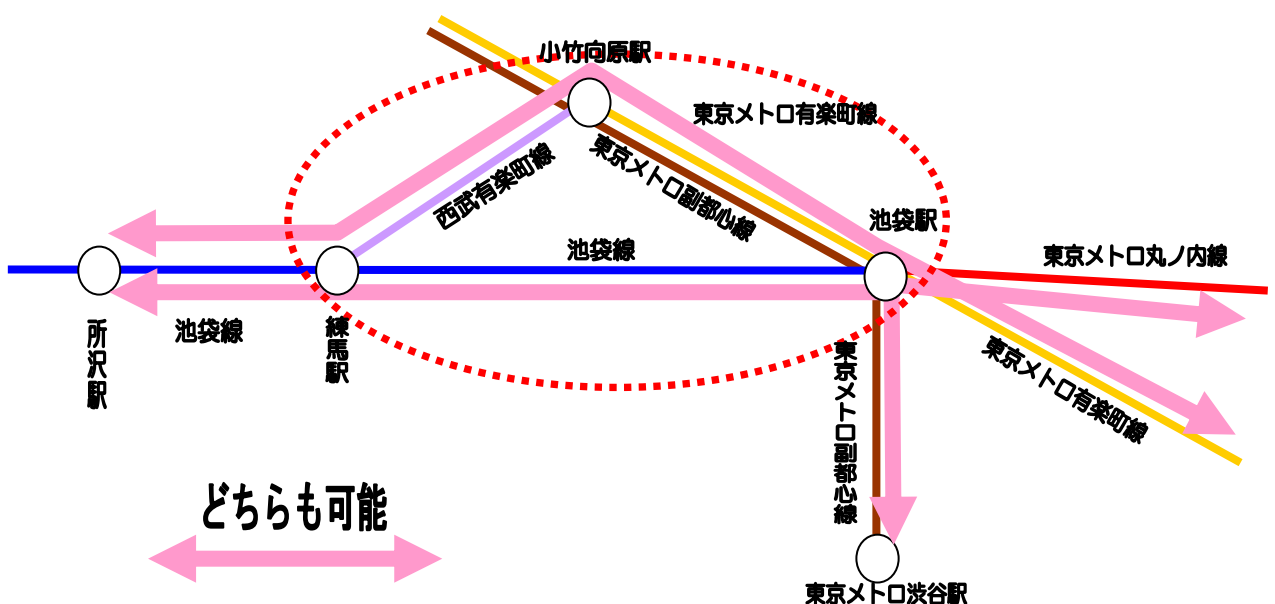 小竹向原駅
東京メトロ有楽町線
西武有楽町線
東京メトロ副都心線
池袋駅
池袋線
東京メトロ丸ノ内線
池袋線
所沢駅
練馬駅
東京メトロ副都心線
東京メトロ有楽町線
どちらも可能
東京メトロ渋谷駅